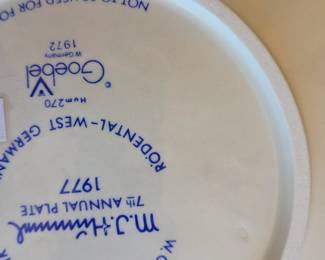 NOT TO BE USED FOR FO
W. Germany
1972
Goebel
Hum 270
RÖDENTAL-WEST GERMAN
1977
7th ANNUAL PLATE
M.J. Hummel
W. G